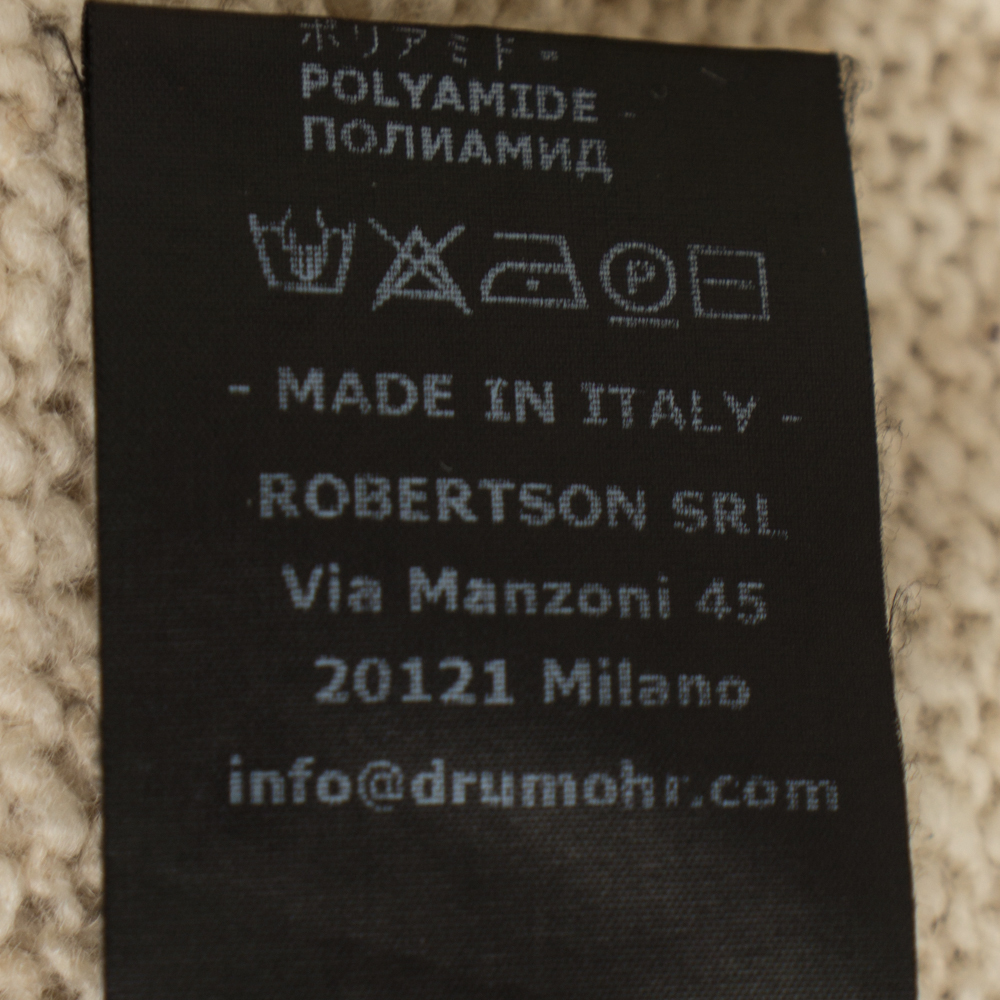 ポリアミド -
POLYAMIDE -
ПОЛИАМИД
P
- MADE IN ITALY -
ROBERTSON SRL
Via Manzoni 45
20121 Milano
info@drumohr.com